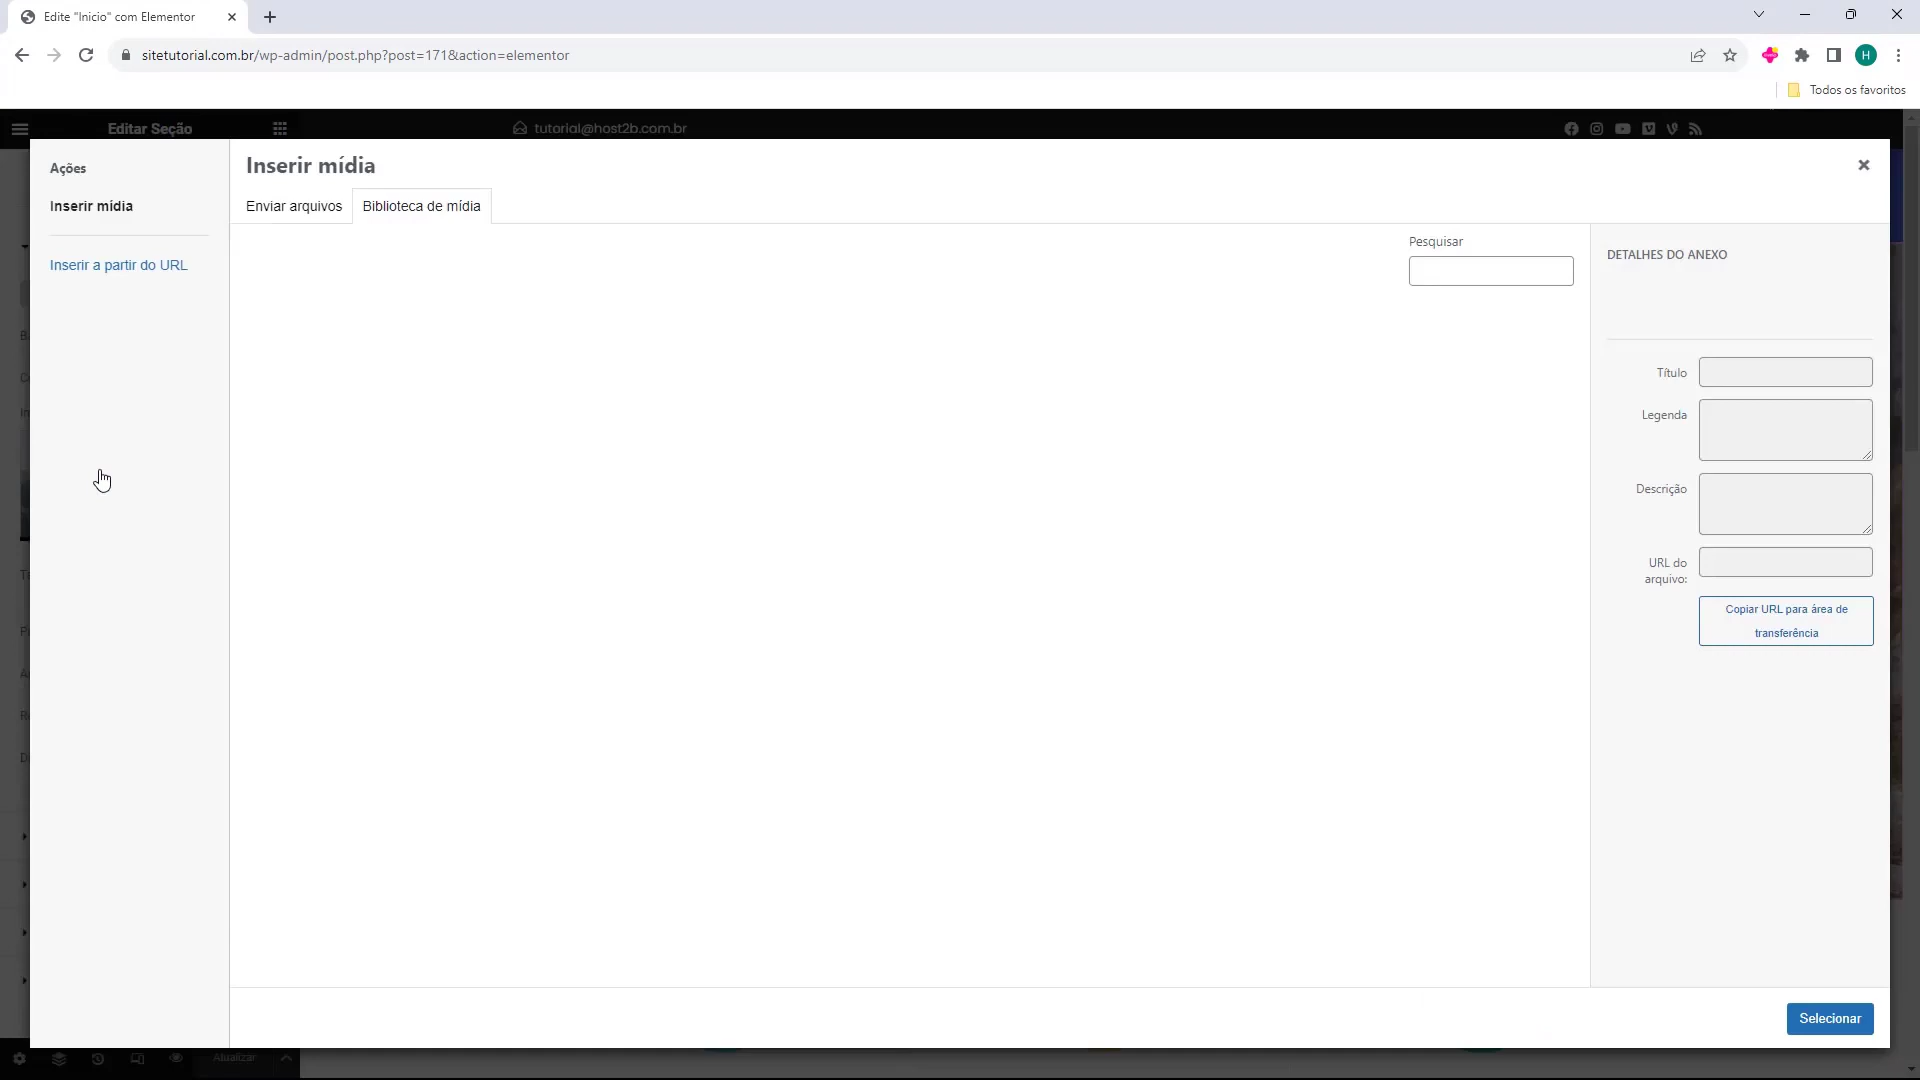 Edite "Inicio" com Elementor
sitetutorial.com.br/wp-admin/post.php?post=171&action=elementor
H
Todos os favoritos
Editar Seção
tutorial@host2b.com.br
Ações
Inserir mídia
Inserir a partir do URL
Inserir mídia
Enviar arquivos
Biblioteca de mídia
Pesquisar
DETALHES DO ANEXO
Título
Legenda
Descrição
URL do
arquivo:
Copiar URL para área de
transferência
Selecionar
Atualizar